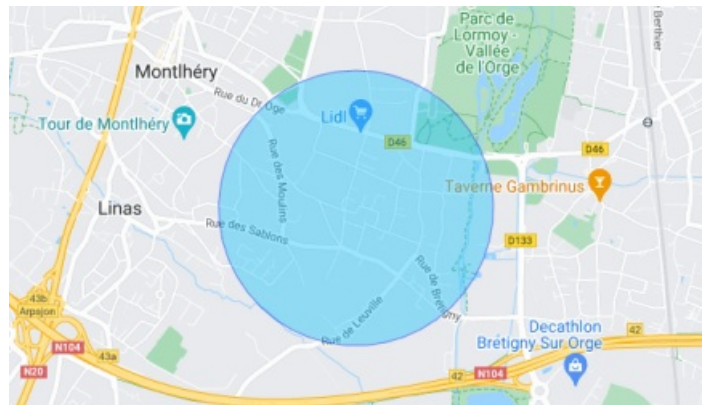 Parc de
Lormoy -
Vallée
de l'Orge
Berthier
Montlhéry
Rue du Dr Oge
Lidl
Tour de Montlhéry
D46
D46
Rue des Moulins
Taverne Gambrinus
Linas
Rue des Sablons
D133
Rue de Brétigny
43b
Arpajon
Rue de Leuville
Decathlon
Brétigny Sur Orge
42
N104
43a
N20
42
N104